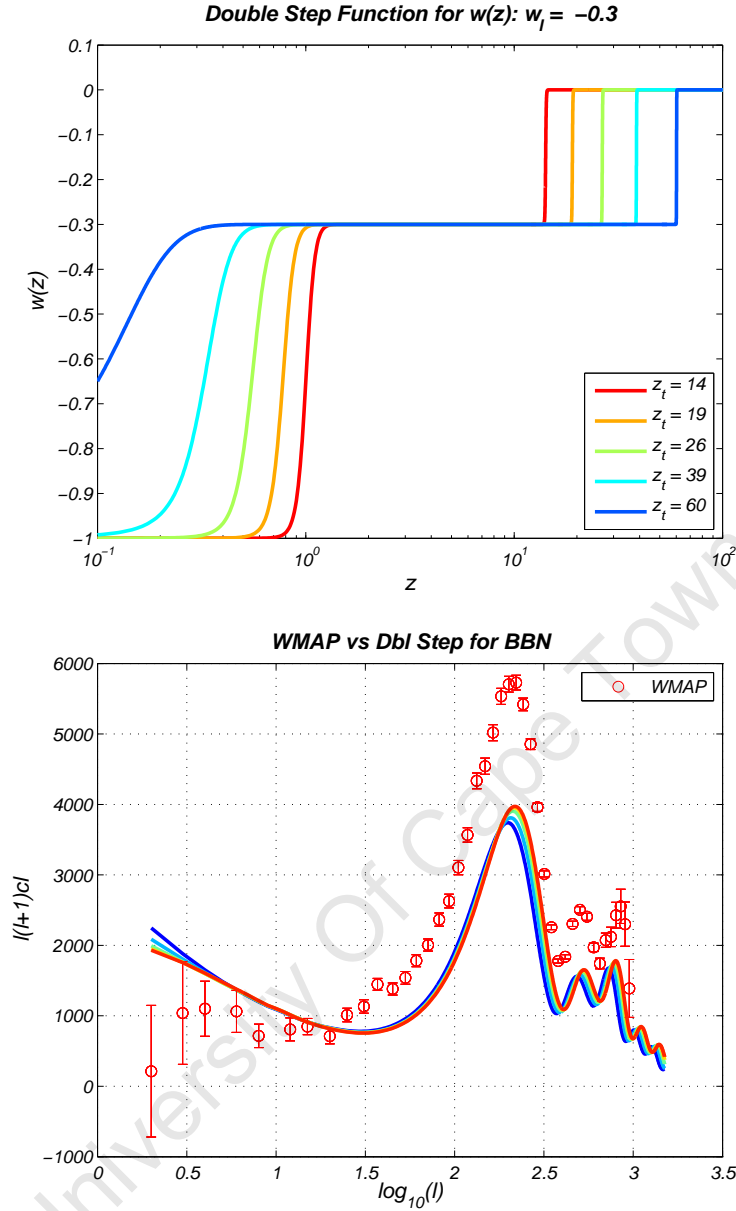 Double Step Function for w(z): w_l = −0.3
0.1
0
−0.1
−0.2
−0.3
−0.4
−0.5
−0.6
−0.7
−0.8
−0.9
−1
w(z)
10^−1
10^0
10^1
10^2
z
z_t = 14
z_t = 19
z_t = 26
z_t = 39
z_t = 60
WMAP vs Dbl Step for BBN
6000
5000
4000
3000
2000
1000
0
−1000
l(l+1)cl
WMAP
0
0.5
1
1.5
2
2.5
3
3.5
log_10(l)
University Of Cape Town